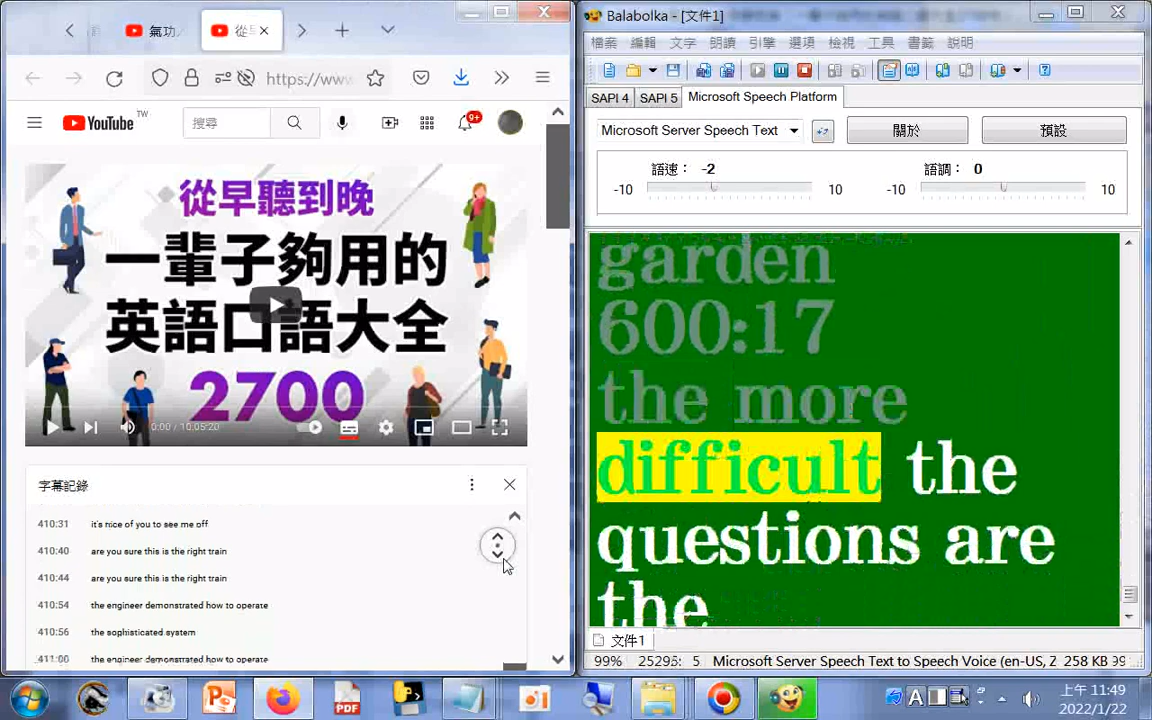 氣功
從
https://www
YouTube TW
搜尋
9+
從早聽到晚
一輩子夠用的
英語口語大全
2700
0:00 / 10:05:20
字幕記錄
410:31 it's nice of you to see me off
410:40 are you sure this is the right train
410:44 are you sure this is the right train
410:54 the engineer demonstrated how to operate
410:56 the sophisticated system
411:00 the engineer demonstrated how to operate
Balabolka - [文件1]
檔案 編輯 文字 朗讀 引擎 選項 檢視 工具 書籤 說明
SAPI 4 SAPI 5 Microsoft Speech Platform
Microsoft Server Speech Text
關於
預設
語速： -2
-10 10
語調： 0
-10 10
garden
600:17
the more
difficult the
questions are
the
文件1
99% 25295: 5 Microsoft Server Speech Text to Speech Voice (en-US, Z 258 KB 99
PDF
A
上午 11:49
2022/1/22